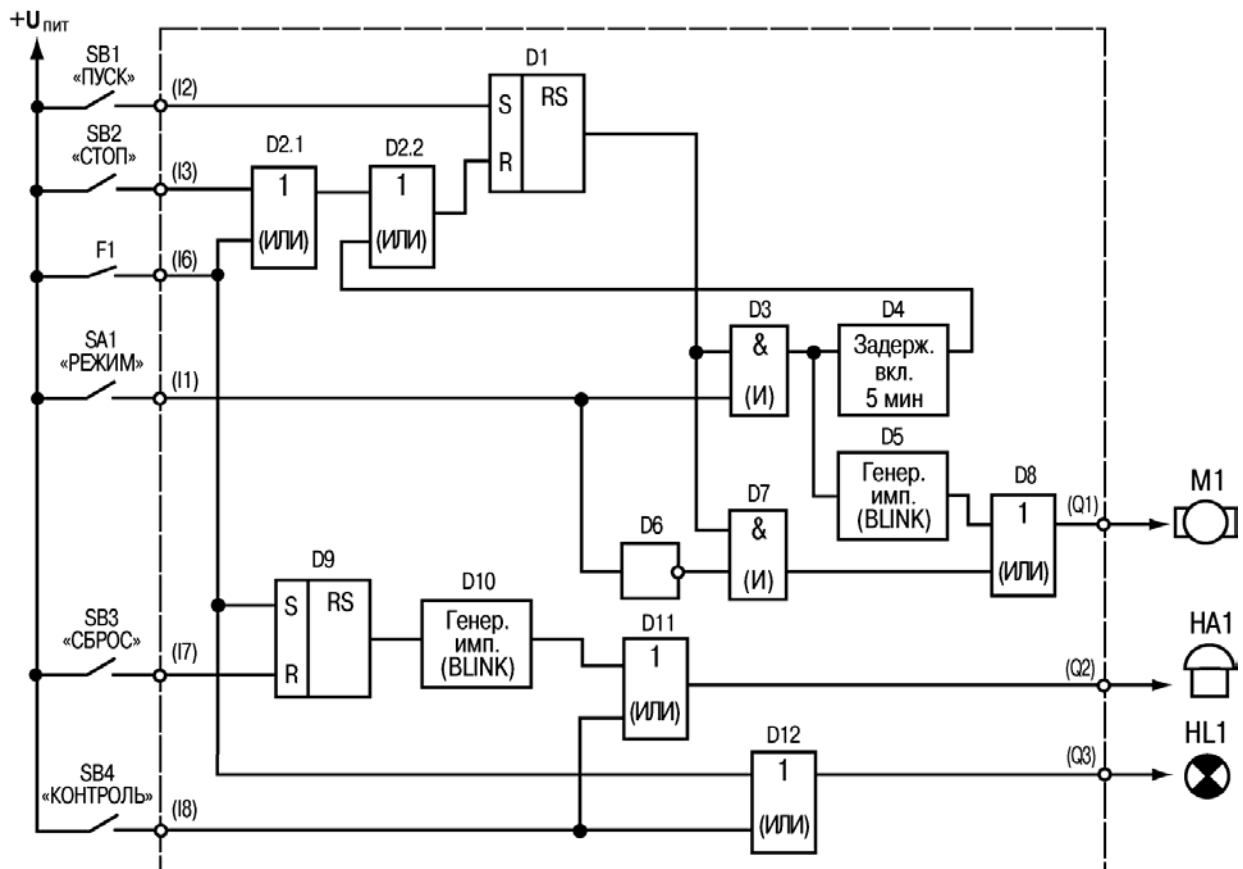 +Uпит
SB1
«ПУСК»
(I2)
D1
S
RS
R
SB2
«СТОП»
(I3)
D2.1
1
(ИЛИ)
D2.2
1
(ИЛИ)
F1
(I6)
SA1
«РЕЖИМ»
(I1)
D3
&
(И)
D4
Задерж.
вкл.
5 мин
D5
Генер.
имп.
(BLINK)
D6
D7
&
(И)
D8
1
(ИЛИ)
(Q1)
M1
D9
S
RS
R
SB3
«СБРОС»
(I7)
D10
Генер.
имп.
(BLINK)
D11
1
(ИЛИ)
(Q2)
HA1
D12
1
(ИЛИ)
(Q3)
HL1
SB4
«КОНТРОЛЬ»
(I8)